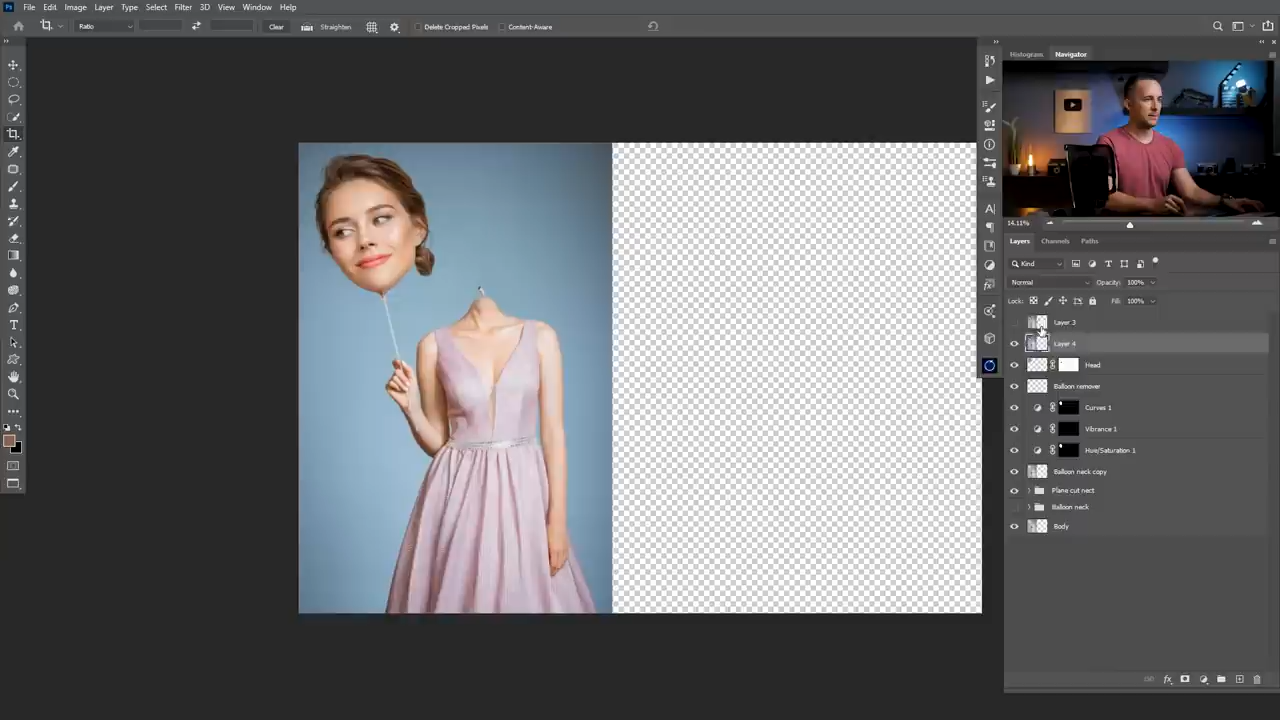 Ps File Edit Image Layer Type Select Filter 3D View Window Help
Ratio Clear Straighten Delete Cropped Pixels Content-Aware
Histogram Navigator
14.11%
Layers Channels Paths
Kind
Normal Opacity: 100%
Lock: Fill: 100%
Layer 3
Layer 4
Head
Balloon remover
Curves 1
Vibrance 1
Hue/Saturation 1
Balloon neck copy
Plane cut nect
Balloon neck
Body